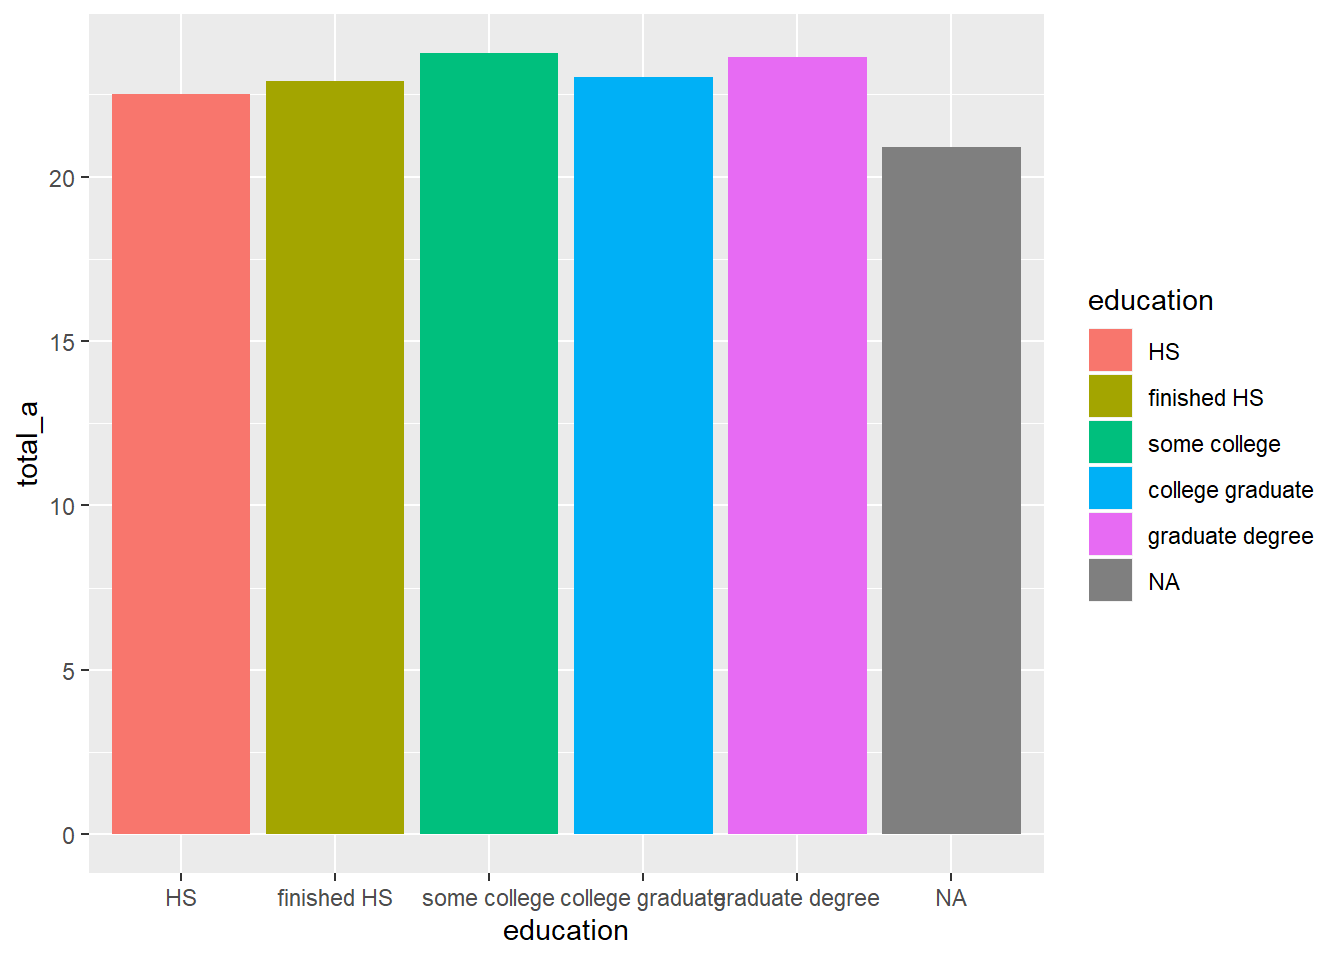 total_a
20
15
10
5
0
HS finished HS some college college graduate graduate degree NA
education
education
HS
finished HS
some college
college graduate
graduate degree
NA